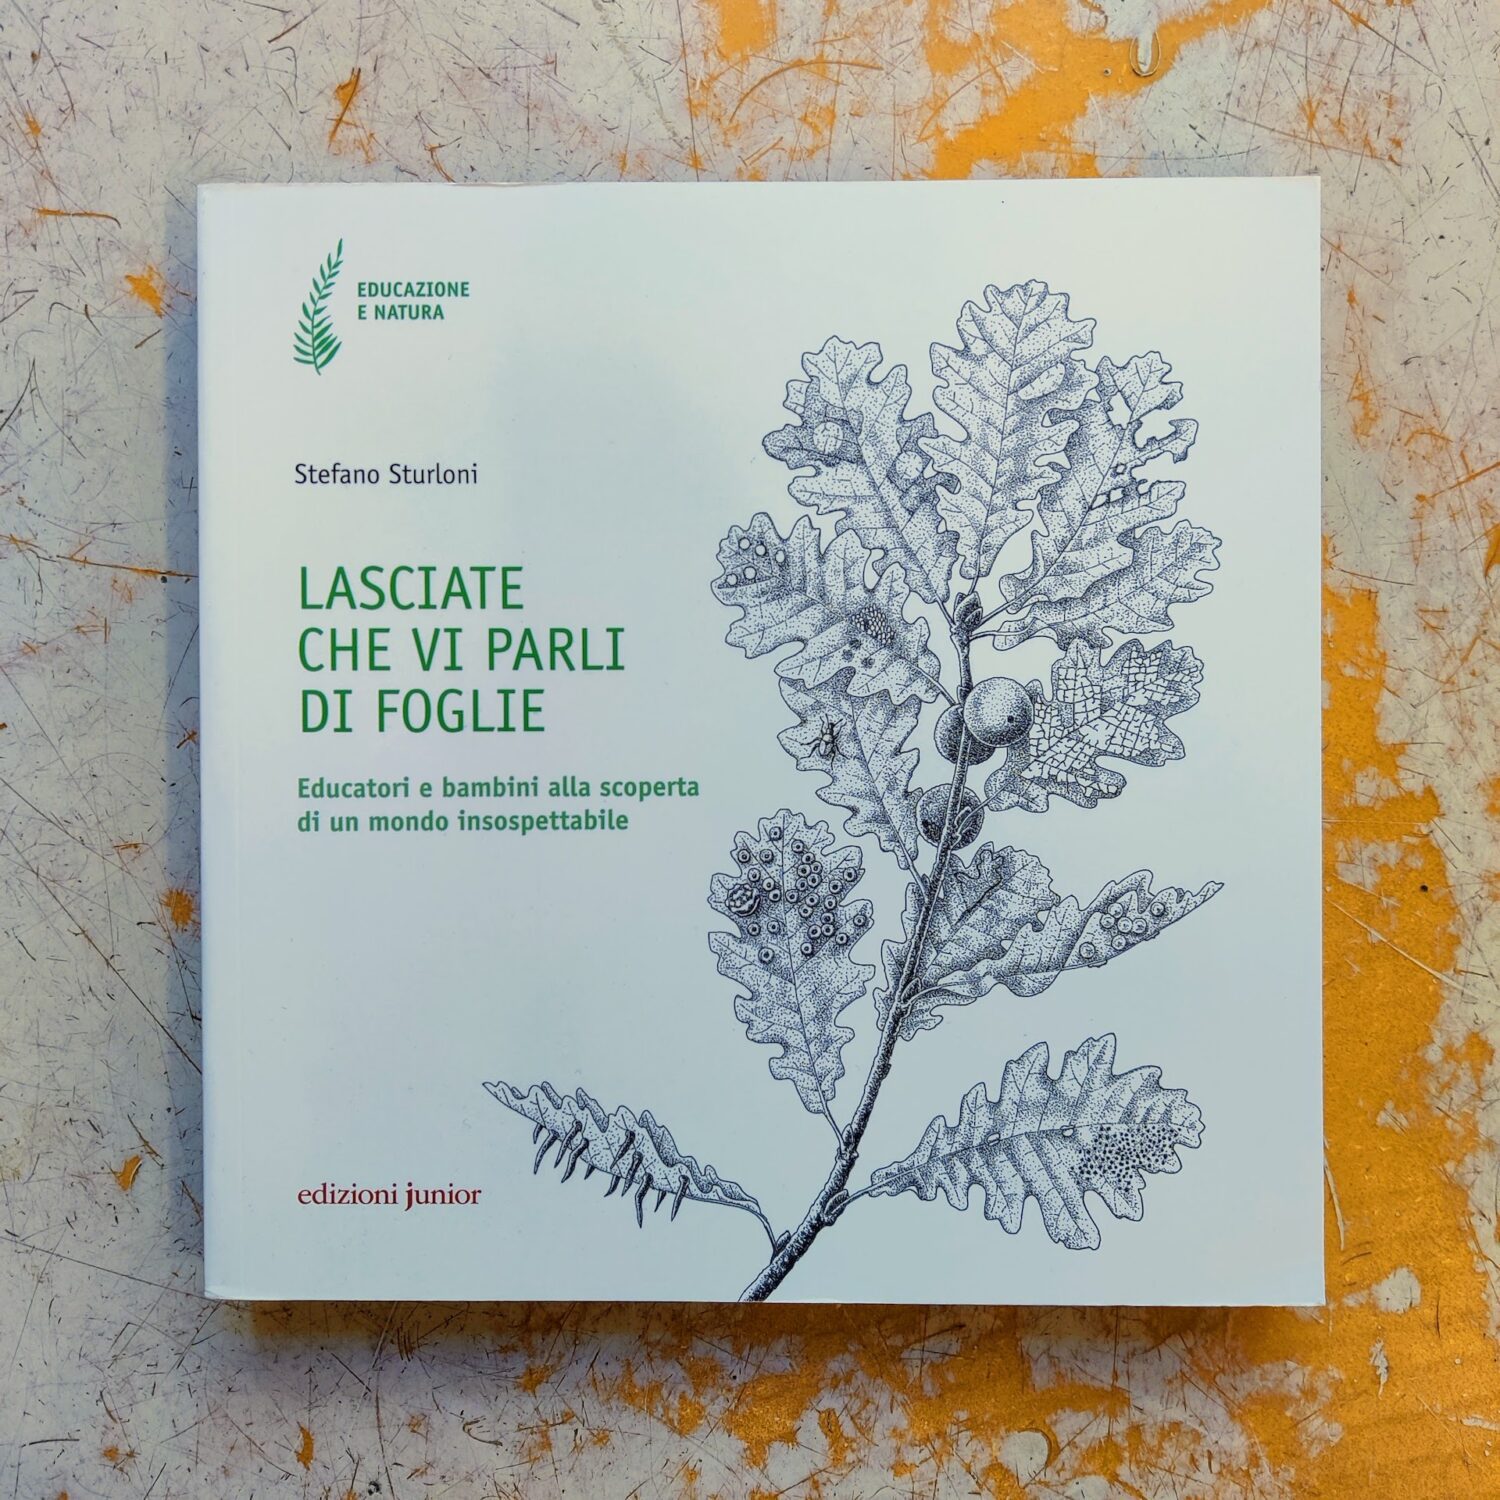 EDUCAZIONE
E NATURA
Stefano Sturloni
LASCIATE
CHE VI PARLI
DI FOGLIE
Educatori e bambini alla scoperta
di un mondo insospettabile
edizioni junior